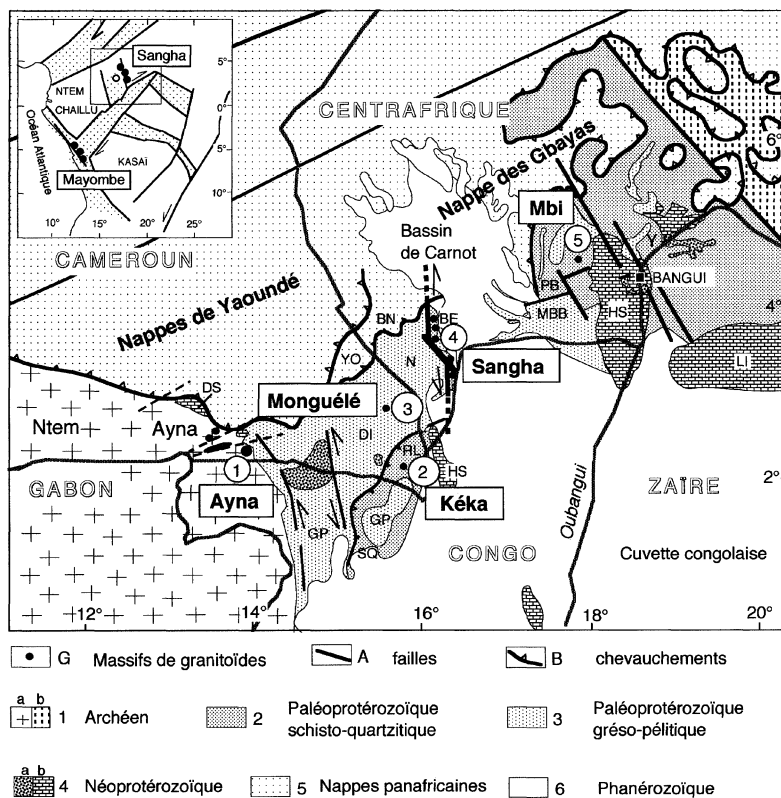 Sangha
NTEM
CHAILLU
KASAÏ
Océan Atlantique
Mayombe
5°
0°
5°
10°
10° 15° 25°
CENTRAFRIQUE
6°
Nappe des Gbayas
Mbi
Bassin
de Carnot
5
Y
BANGUI
CAMEROUN
PB
MBB
HS
4°
Nappes de Yaoundé
BN
BE
4
YO
N
Sangha
LI
DS
Monguélé
3
Ntem
Ayna
DI
RL
2
HS
2°
1
GABON
Ayna
Kéka
ZAÏRE
GP
GP
SQ
CONGO
Oubangui
Cuvette congolaise
12° 14° 16° 18° 20°
G Massifs de granitoïdes
A failles
B chevauchements
a b
1 Archéen
2 Paléoprotérozoïque
schisto-quartzitique
3 Paléoprotérozoïque
gréso-pélitique
a b
4 Néoprotérozoïque
5 Nappes panafricaines
6 Phanérozoïque